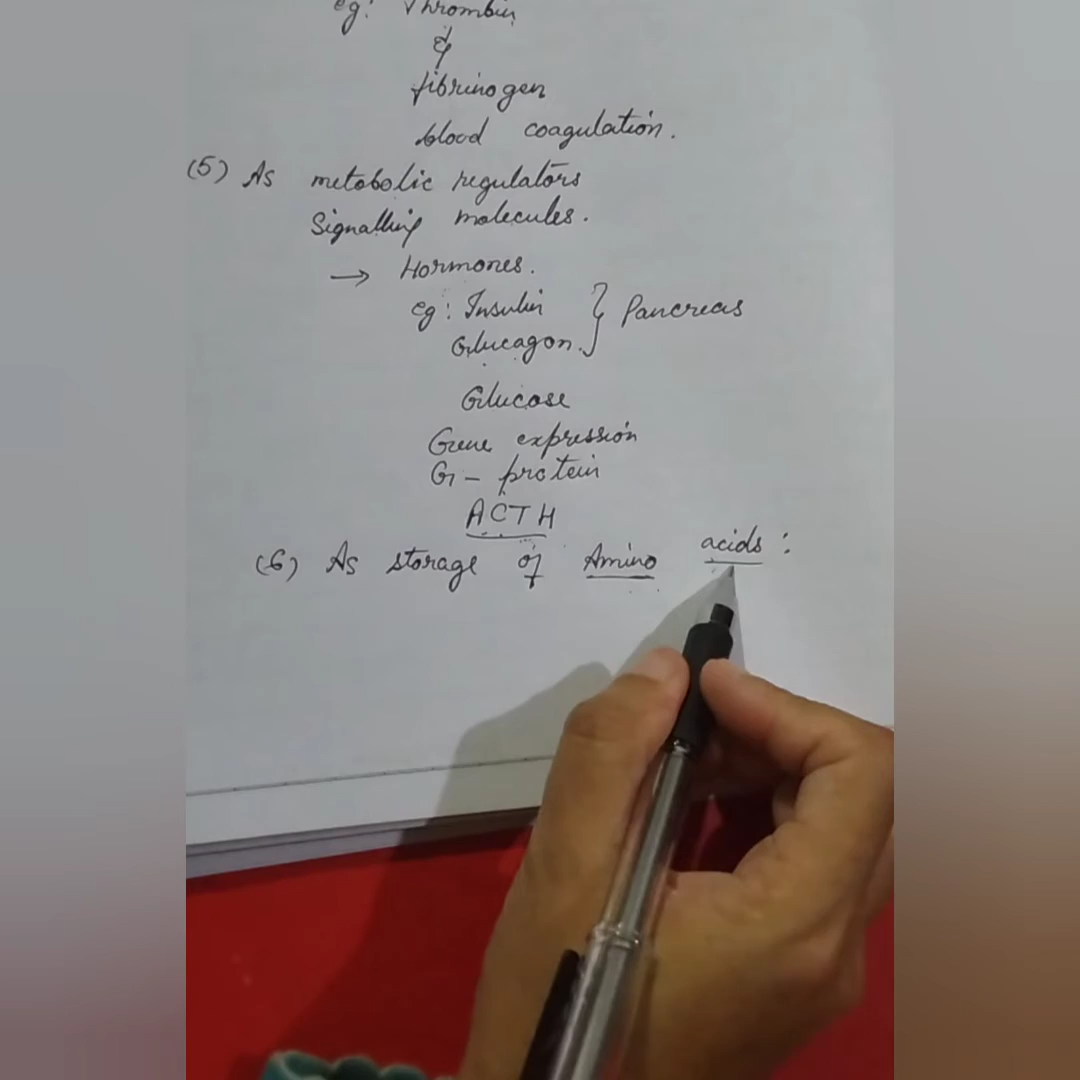 eg: Thrombin
&
fibrinogen
blood coagulation.
(5) As metabolic regulators
Signalling molecules.
→ Hormones.
eg: Insulin } Pancreas
Glucagon.
Glucose
Gene expression
G- protein
ACTH
(6) As storage of Amino acids: